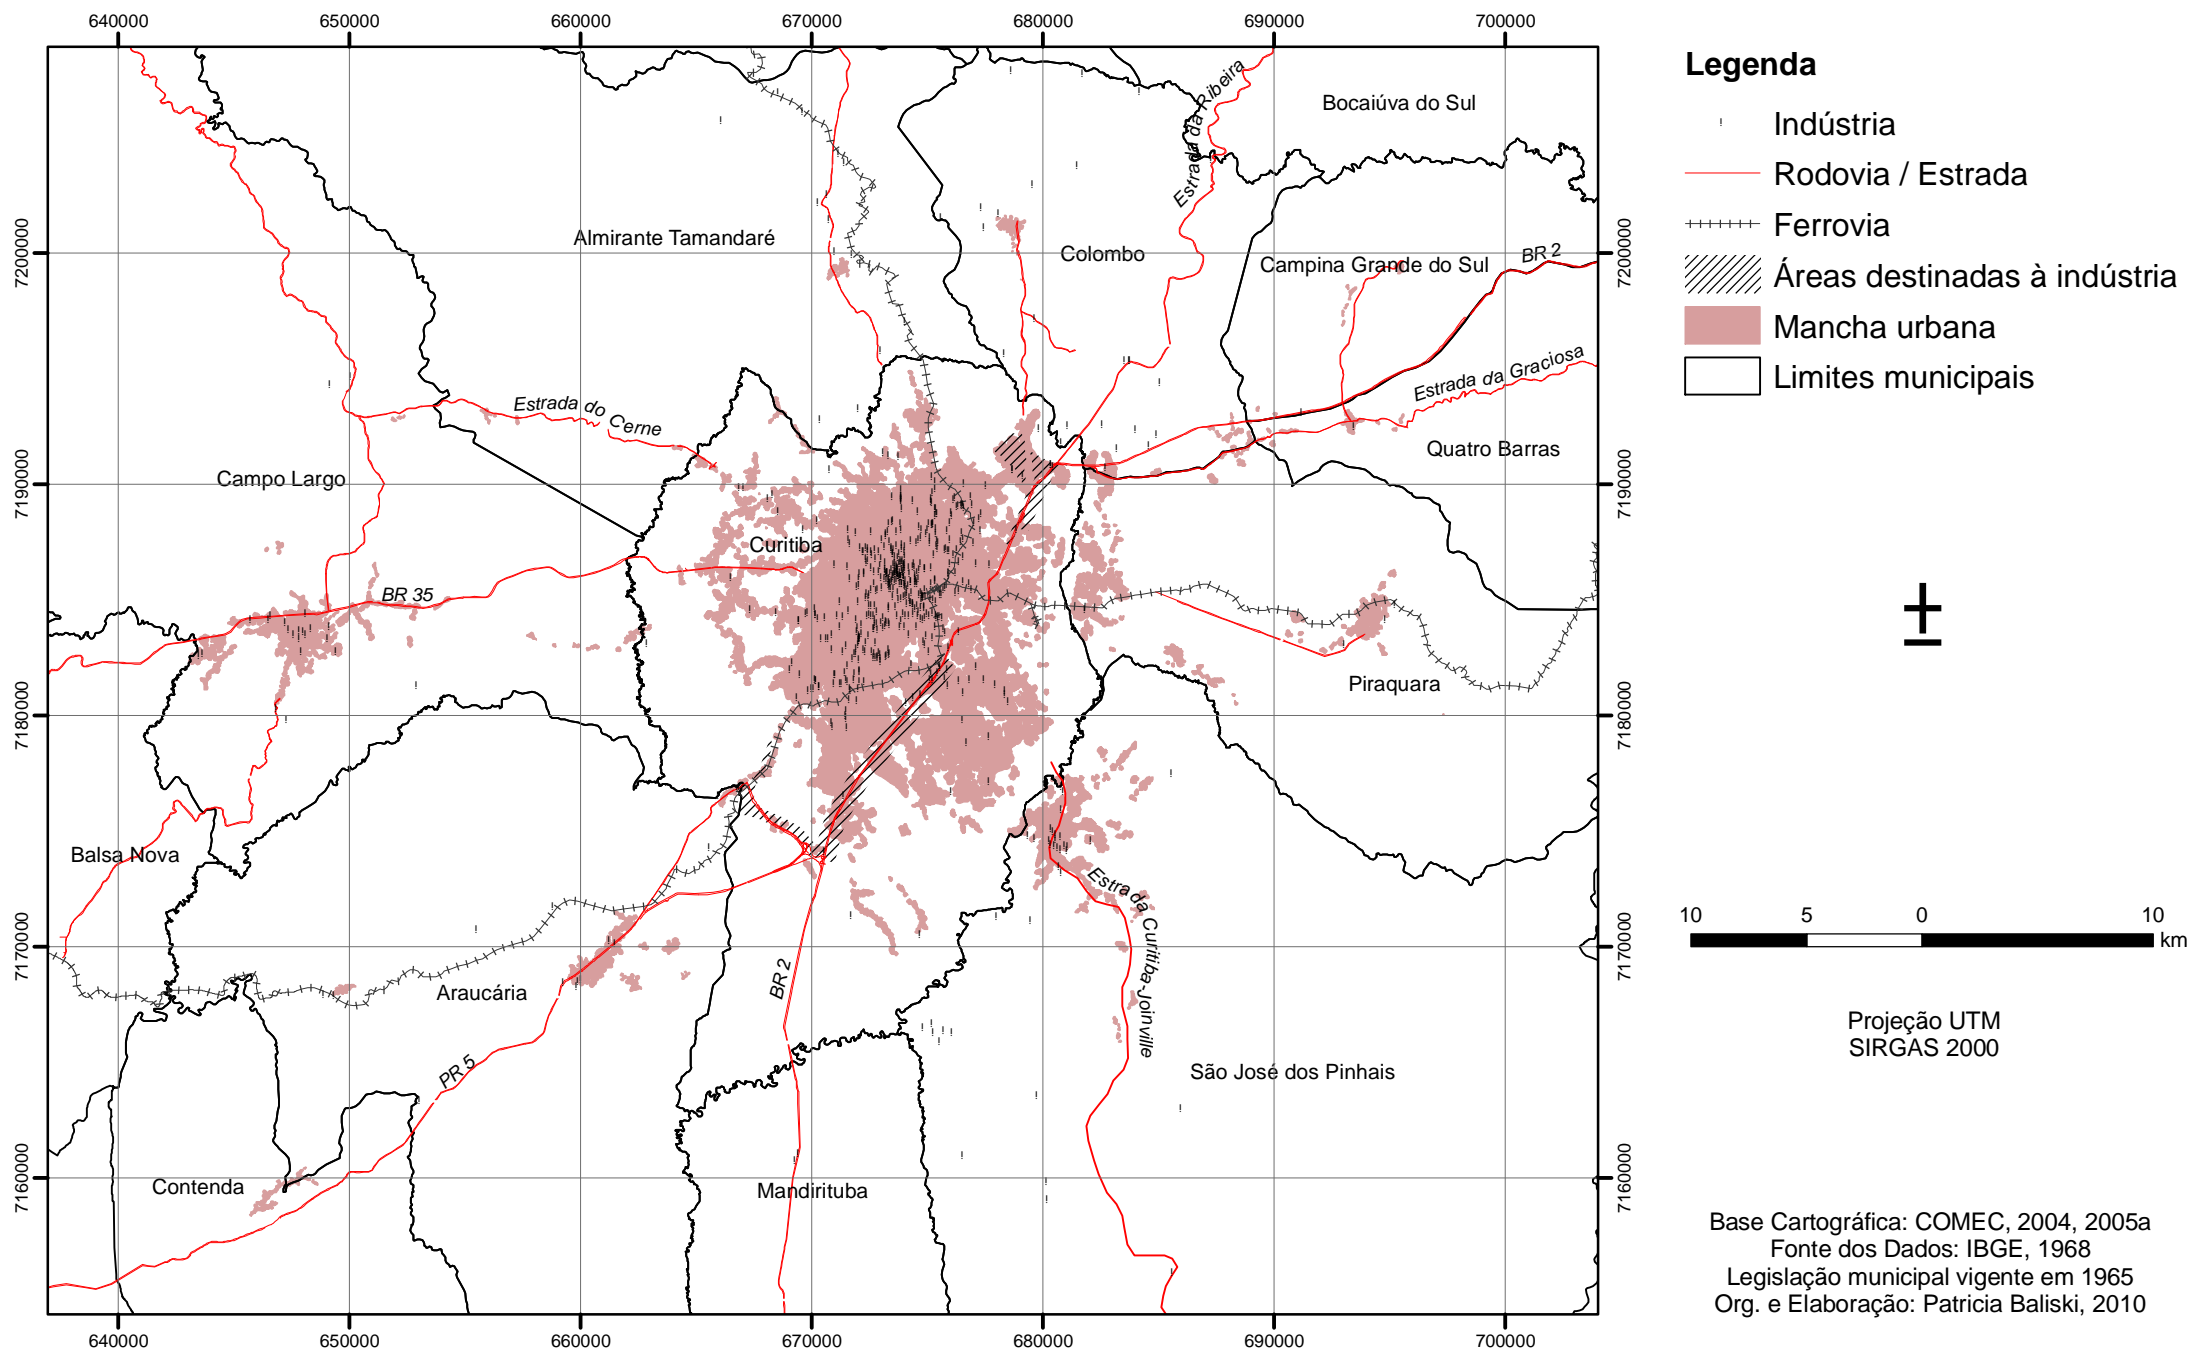 640000 650000 660000 670000 680000 690000 700000
Legenda
Indústria
Rodovia / Estrada
Ferrovia
Áreas destinadas à indústria
Mancha urbana
Limites municipais
Estrada da Ribeira
Bocaiúva do Sul
Almirante Tamandaré
Colombo
Campina Grande do Sul
BR 2
7200000
7200000
Estrada da Graciosa
Estrada do Cerne
Quatro Barras
Campo Largo
7190000
7190000
Curitiba
BR 35
Piraquara
7180000
7180000
Balsa Nova
Estrada Curitiba-Joinville
10 5 0 10
km
7170000
7170000
BR 2
Araucária
Projeção UTM
SIRGAS 2000
PR 5
São José dos Pinhais
7160000
7160000
Contenda
Mandirituba
Base Cartográfica: COMEC, 2004, 2005a
Fonte dos Dados: IBGE, 1968
Legislação municipal vigente em 1965
Org. e Elaboração: Patricia Baliski, 2010
640000 650000 660000 670000 680000 690000 700000